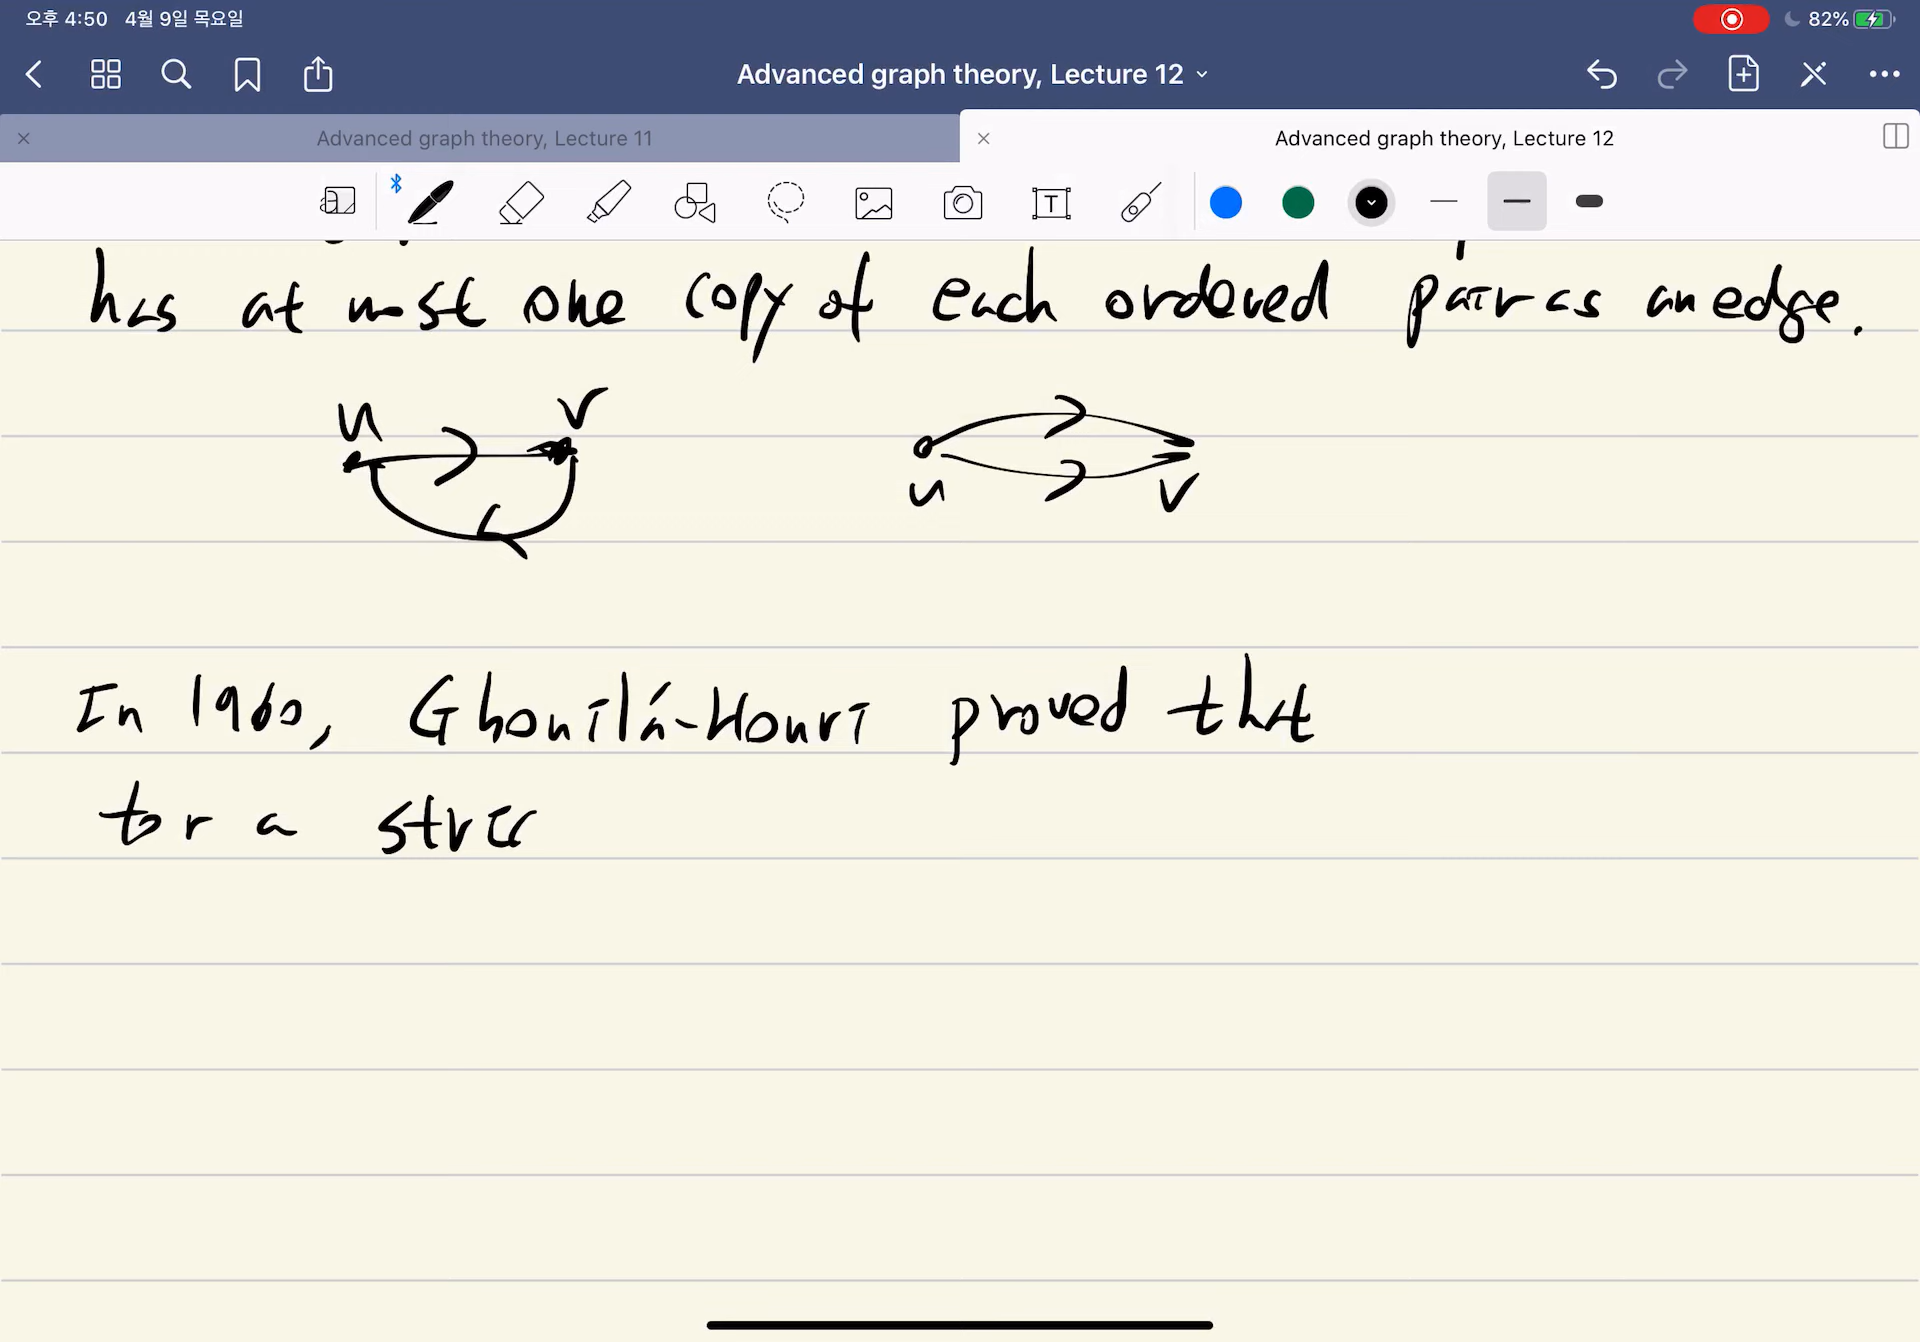 오후 4:50 4월 9일 목요일 82%
Advanced graph theory, Lecture 12
Advanced graph theory, Lecture 11 Advanced graph theory, Lecture 12
T
has at most one copy of each ordered pair as an edge.
u v
u v
In 1960, Ghouilá-Houri proved that
for a stric